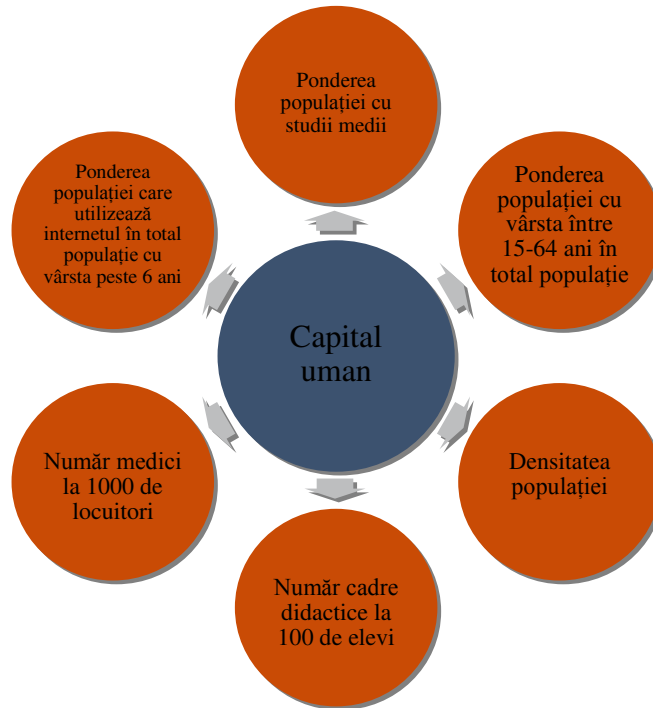 Ponderea
populației cu
studii medii
Ponderea
populației cu
vârsta între
15-64 ani în
total populație
Densitatea
populației
Număr cadre
didactice la
100 de elevi
Număr medici
la 1000 de
locuitori
Ponderea
populației care
utilizează
internetul în total
populație cu
vârsta peste 6 ani
Capital
uman